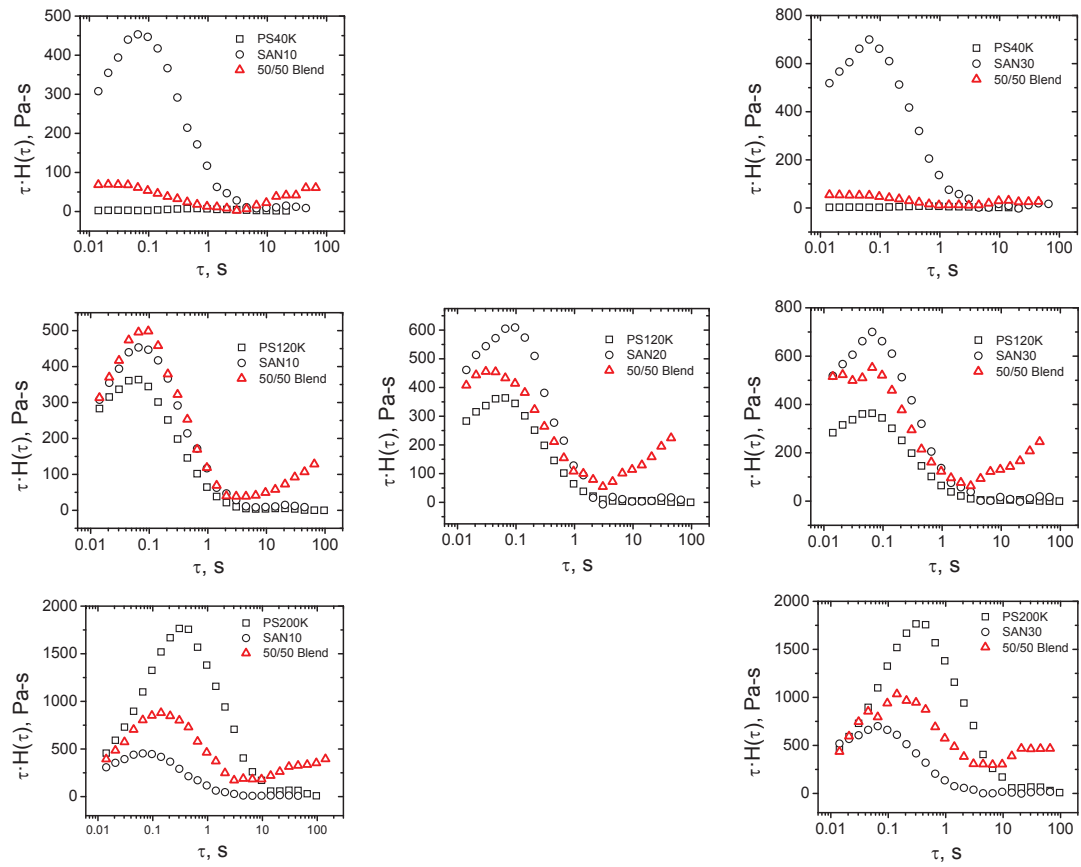 τ·H(τ), Pa-s
450
400
300
200
100
0
PS40K
SAN10
50/50 Blend
0.01 0.1 1 10 100
τ, s
τ·H(τ), Pa-s
800
600
400
200
0
PS40K
SAN30
50/50 Blend
0.01 0.1 1 10 100
τ, s
τ·H(τ), Pa-s
500
400
300
200
100
0
PS120K
SAN10
50/50 Blend
0.01 0.1 1 10 100
τ, s
τ·H(τ), Pa-s
600
500
400
300
200
100
0
PS120K
SAN20
50/50 Blend
0.01 0.1 1 10 100
τ, s
τ·H(τ), Pa-s
800
600
400
200
0
PS120K
SAN30
50/50 Blend
0.01 0.1 1 10 100
τ, s
τ·H(τ), Pa-s
2000
1500
1000
500
0
PS200K
SAN10
50/50 Blend
0.01 0.1 1 10 100
τ, s
τ·H(τ), Pa-s
2000
1500
1000
500
0
PS200K
SAN30
50/50 Blend
0.01 0.1 1 10 100
τ, s